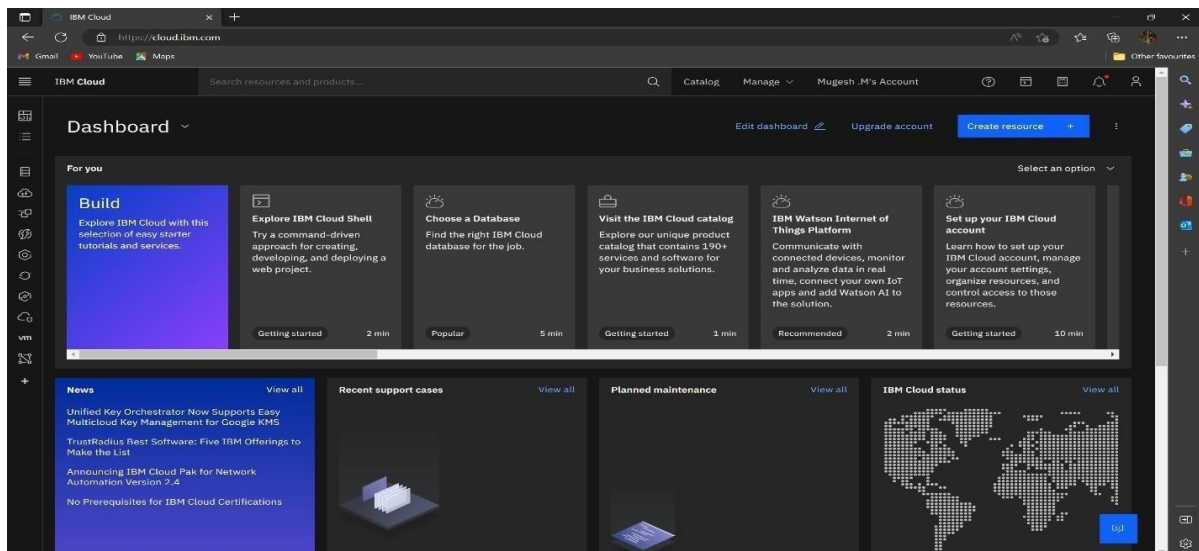 IBM Cloud
https://cloud.ibm.com
Gmail YouTube Maps Other favourites
IBM Cloud Search resources and products... Catalog Manage Mugesh .M's Account
Dashboard Edit dashboard Upgrade account Create resource +
For you Select an option
Build
Explore IBM Cloud with this
selection of easy starter
tutorials and services.
Explore IBM Cloud Shell
Try a command-driven
approach for creating,
developing, and deploying a
web project.
Getting started 2 min
Choose a Database
Find the right IBM Cloud
database for the job.
Popular 5 min
Visit the IBM Cloud catalog
Explore our unique product
catalog that contains 190+
services and software for
your business solutions.
Getting started 1 min
IBM Watson Internet of
Things Platform
Communicate with
connected devices, monitor
and analyze data in real
time, connect your own IoT
apps and add Watson AI to
the solution.
Recommended 2 min
Set up your IBM Cloud
account
Learn how to set up your
IBM Cloud account, manage
your account settings,
organize resources, and
control access to those
resources.
Getting started 10 min
vm
News View all
Unified Key Orchestrator Now Supports Easy
Multicloud Key Management for Google KMS
TrustRadius Best Software: Five IBM Offerings to
Make the List
Announcing IBM Cloud Pak for Network
Automation Version 2.4
No Prerequisites for IBM Cloud Certifications
Recent support cases View all
Planned maintenance View all
IBM Cloud status View all